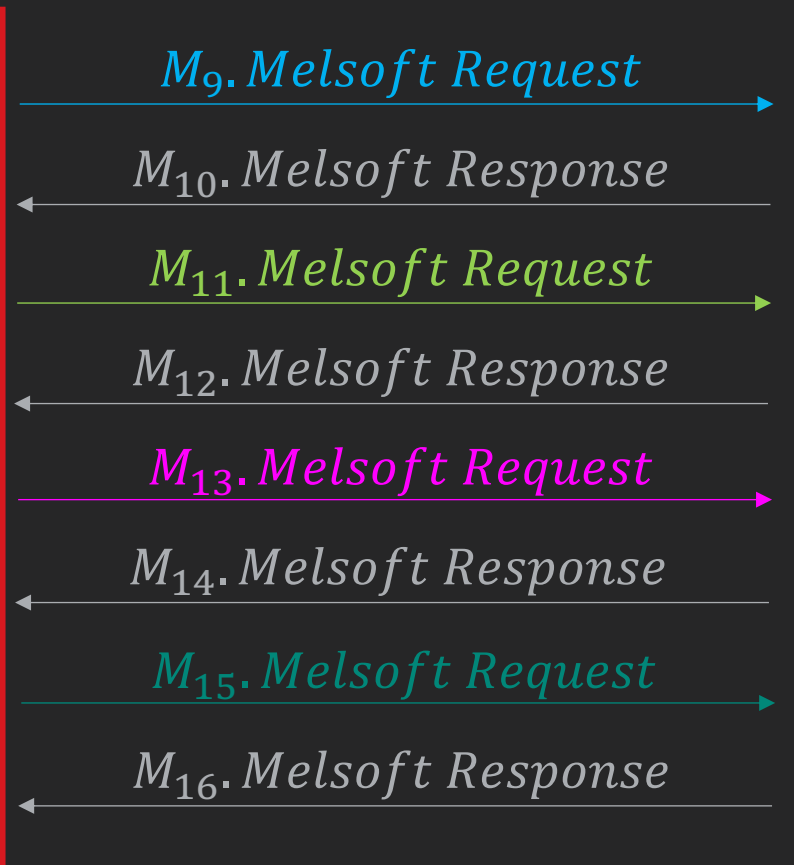 M₉. Melsoft Request
M₁₀. Melsoft Response
M₁₁. Melsoft Request
M₁₂. Melsoft Response
M₁₃. Melsoft Request
M₁₄. Melsoft Response
M₁₅. Melsoft Request
M₁₆. Melsoft Response